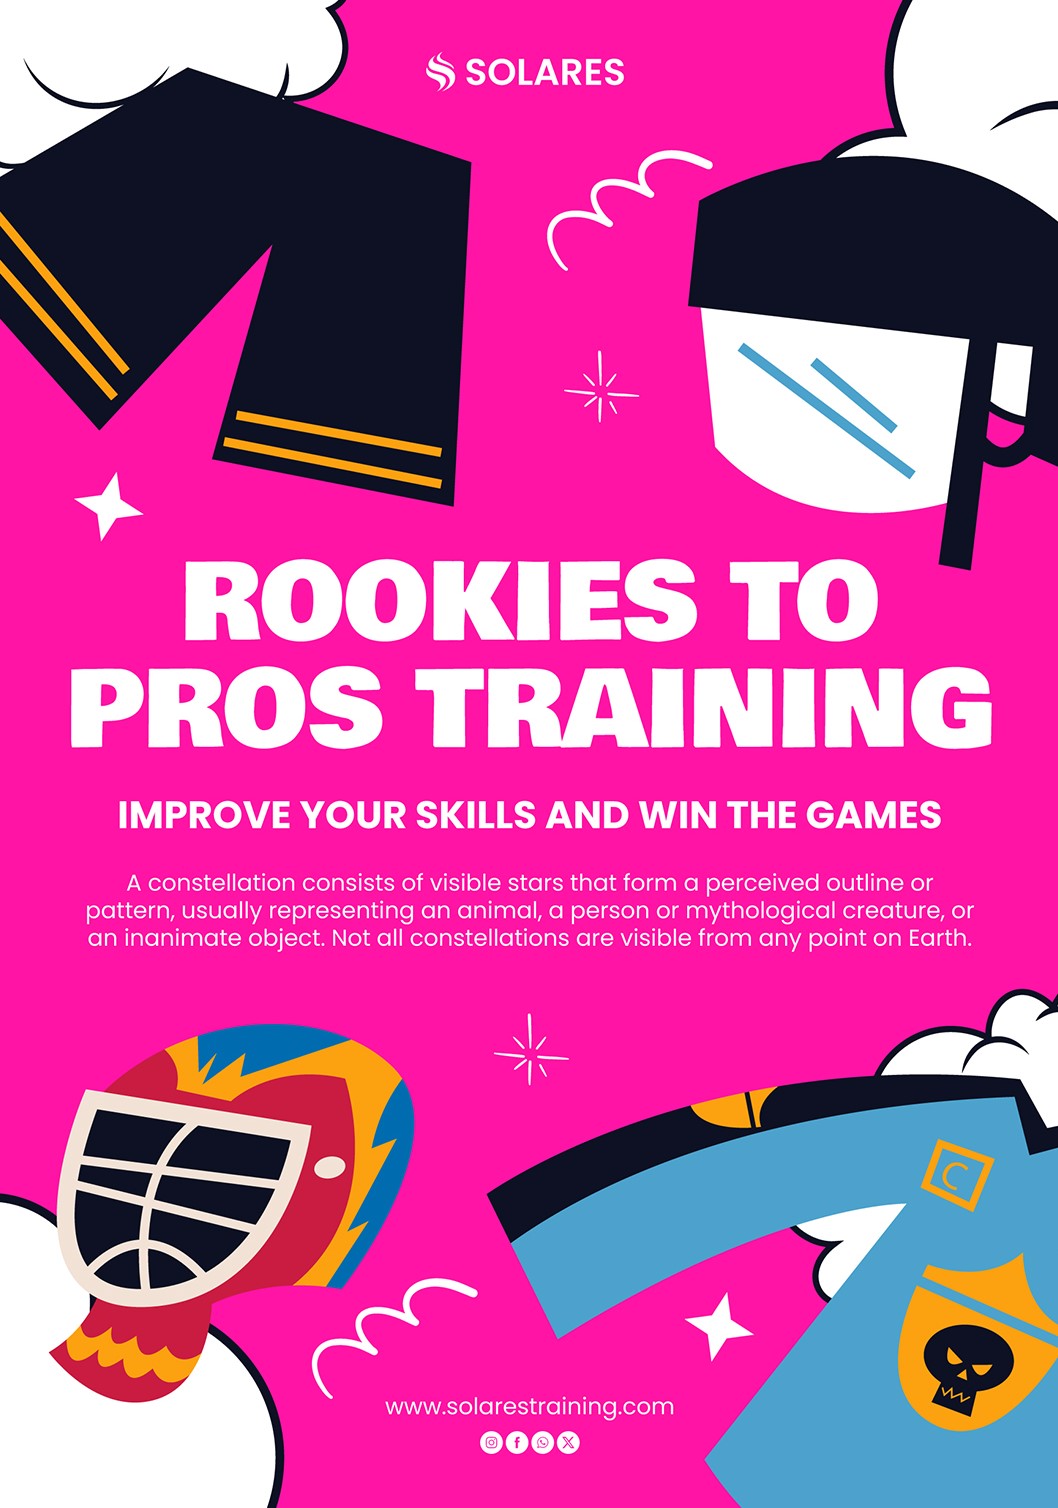 SOLARES
ROOKIES TO
PROS TRAINING
IMPROVE YOUR SKILLS AND WIN THE GAMES
A constellation consists of visible stars that form a perceived outline or
pattern, usually representing an animal, a person or mythological creature, or
an inanimate object. Not all constellations are visible from any point on Earth.
C
www.solarestraining.com